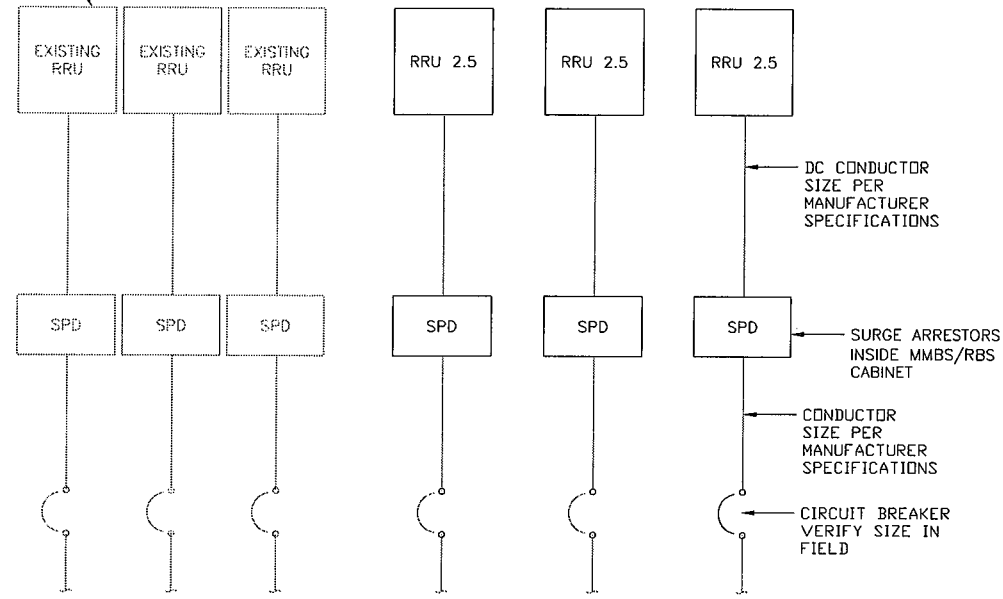 EXISTING
RRU
EXISTING
RRU
EXISTING
RRU
RRU 2.5
RRU 2.5
RRU 2.5
DC CONDUCTOR
SIZE PER
MANUFACTURER
SPECIFICATIONS
SPD
SPD
SPD
SPD
SPD
SPD
SURGE ARRESTORS
INSIDE MMBS/RBS
CABINET
CONDUCTOR
SIZE PER
MANUFACTURER
SPECIFICATIONS
CIRCUIT BREAKER
VERIFY SIZE IN
FIELD